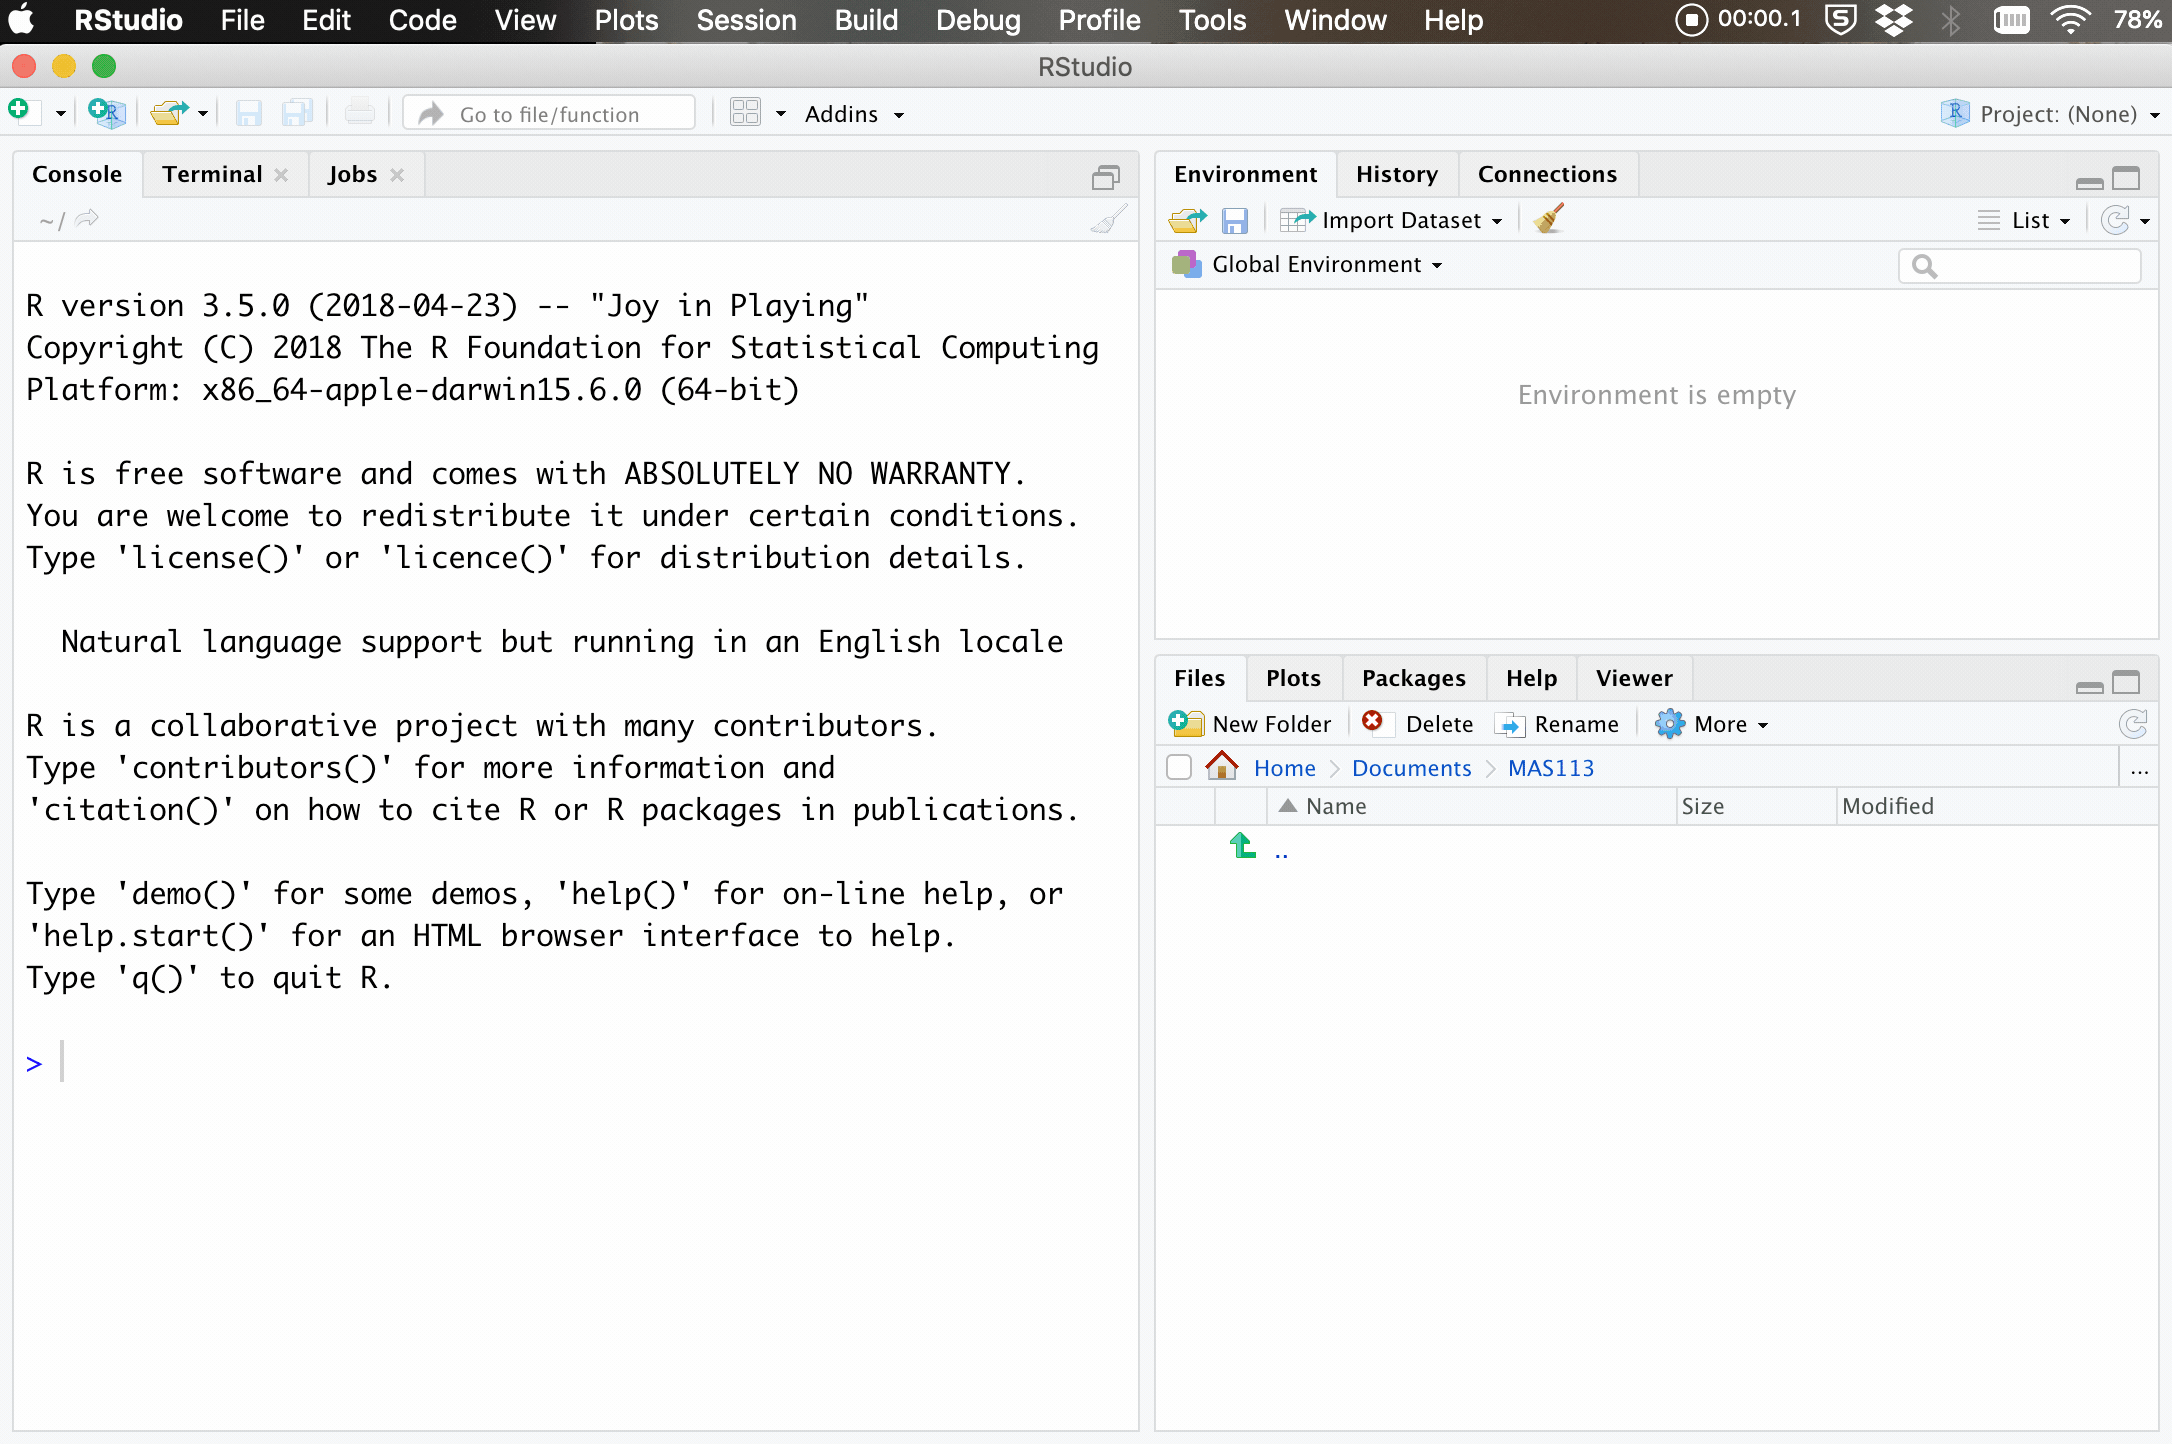 RStudio File Edit Code View Plots Session Build Debug Profile Tools Window Help 00:00.1 78%
RStudio
Go to file/function Addins Project: (None)
Console Terminal Jobs
~/
R version 3.5.0 (2018-04-23) -- "Joy in Playing"
Copyright (C) 2018 The R Foundation for Statistical Computing
Platform: x86_64-apple-darwin15.6.0 (64-bit)
R is free software and comes with ABSOLUTELY NO WARRANTY.
You are welcome to redistribute it under certain conditions.
Type 'license()' or 'licence()' for distribution details.
Natural language support but running in an English locale
R is a collaborative project with many contributors.
Type 'contributors()' for more information and
'citation()' on how to cite R or R packages in publications.
Type 'demo()' for some demos, 'help()' for on-line help, or
'help.start()' for an HTML browser interface to help.
Type 'q()' to quit R.
>
Environment History Connections
Import Dataset List
Global Environment
Environment is empty
Files Plots Packages Help Viewer
New Folder Delete Rename More
Home Documents MAS113 ...
Name Size Modified
..